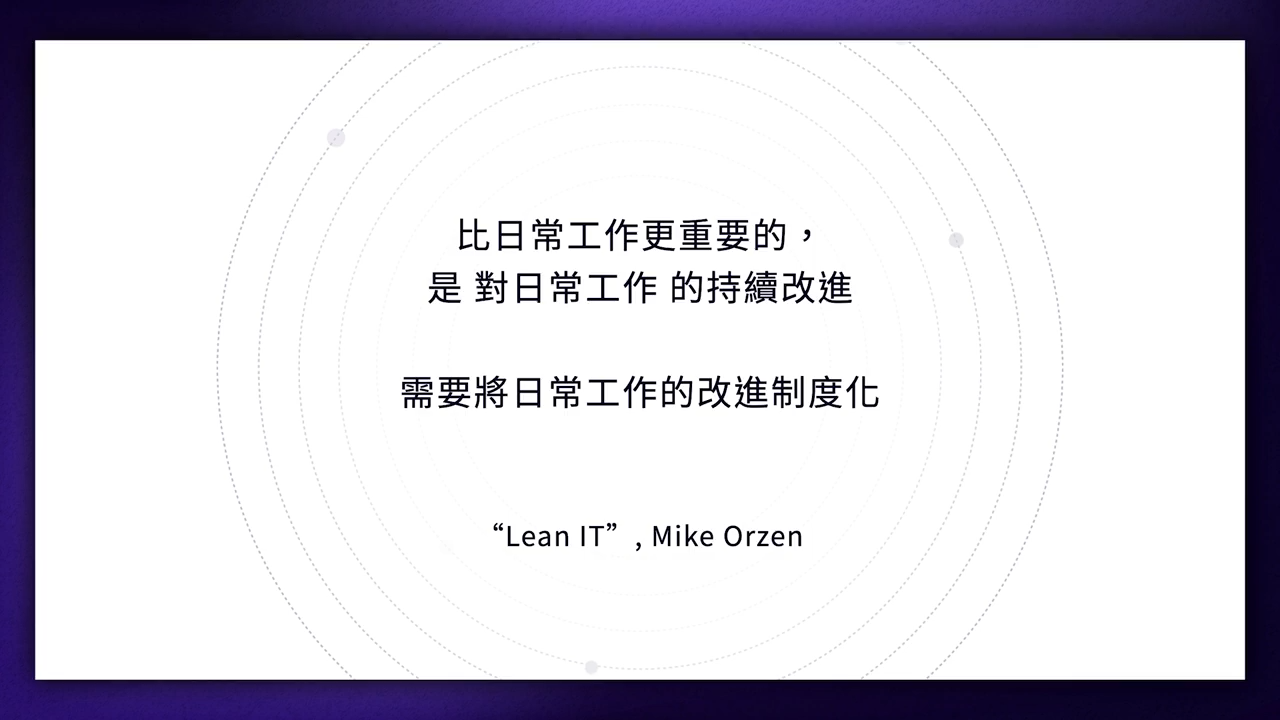 比日常工作更重要的，
是 對日常工作 的持續改進
需要將日常工作的改進制度化
“Lean IT”, Mike Orzen